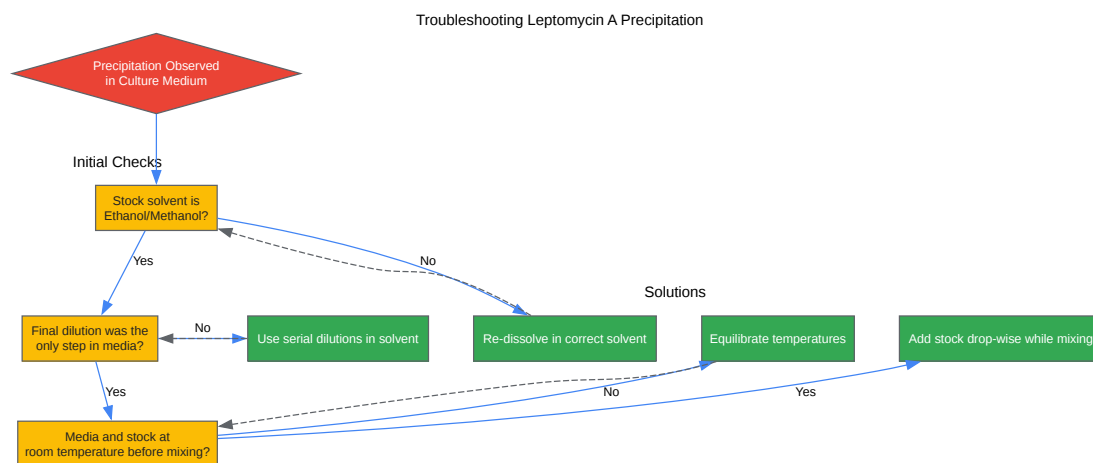 Troubleshooting Leptomycin A Precipitation
Precipitation Observed
in Culture Medium
Initial Checks
Stock solvent is
Ethanol/Methanol?
Yes
No
Solutions
Final dilution was the
only step in media?
No
Use serial dilutions in solvent
Re-dissolve in correct solvent
Equilibrate temperatures
Add stock drop-wise while mixing
Yes
No
Yes
Media and stock at
room temperature before mixing?